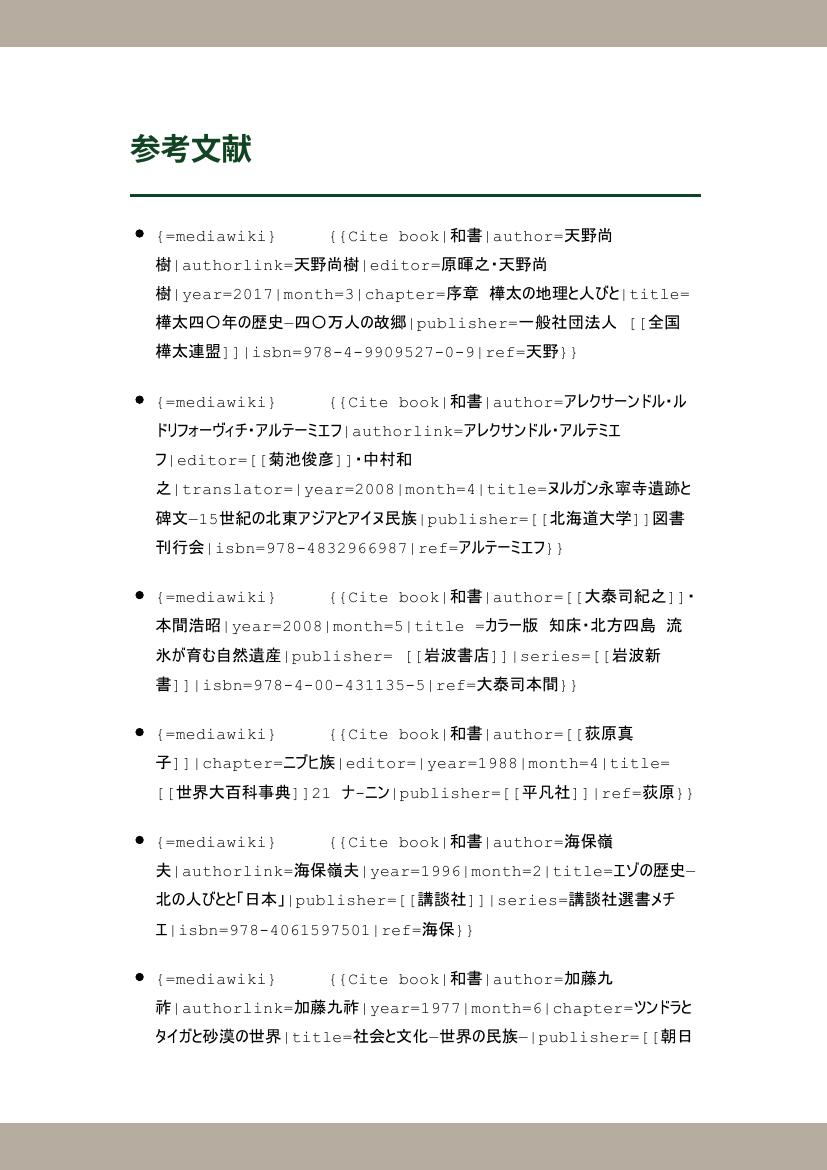 参考文献
{=mediawiki} {{Cite book|和書|author=天野尚
樹|authorlink=天野尚樹|editor=原暉之・天野尚
樹|year=2017|month=3|chapter=序章 樺太の地理と人びと|title=
樺太四〇年の歴史―四〇万人の故郷|publisher=一般社団法人 [[全国
樺太連盟]]|isbn=978-4-9909527-0-9|ref=天野}}
{=mediawiki} {{Cite book|和書|author=アレクサーンドル・ル
ドリフォーヴィチ・アルテーミエフ|authorlink=アレクサンドル・アルテミエ
フ|editor=[[菊池俊彦]]・中村和
之|translator=|year=2008|month=4|title=ヌルガン永寧寺遺跡と
碑文―15世紀の北東アジアとアイヌ民族|publisher=[[北海道大学]]図書
刊行会|isbn=978-4832966987|ref=アルテーミエフ}}
{=mediawiki} {{Cite book|和書|author=[[大泰司紀之]]・
本間浩昭|year=2008|month=5|title =カラー版 知床・北方四島 流
氷が育む自然遺産|publisher= [[岩波書店]]|series=[[岩波新
書]]|isbn=978-4-00-431135-5|ref=大泰司本間}}
{=mediawiki} {{Cite book|和書|author=[[荻原真
子]]|chapter=ニブヒ族|editor=|year=1988|month=4|title=
[[世界大百科事典]]21 ナ-ニン|publisher=[[平凡社]]|ref=荻原}}
{=mediawiki} {{Cite book|和書|author=海保嶺
夫|authorlink=海保嶺夫|year=1996|month=2|title=エゾの歴史―
北の人びとと「日本」|publisher=[[講談社]]|series=講談社選書メチ
エ|isbn=978-4061597501|ref=海保}}
{=mediawiki} {{Cite book|和書|author=加藤九
祚|authorlink=加藤九祚|year=1977|month=6|chapter=ツンドラと
タイガと砂漠の世界|title=社会と文化―世界の民族―|publisher=[[朝日